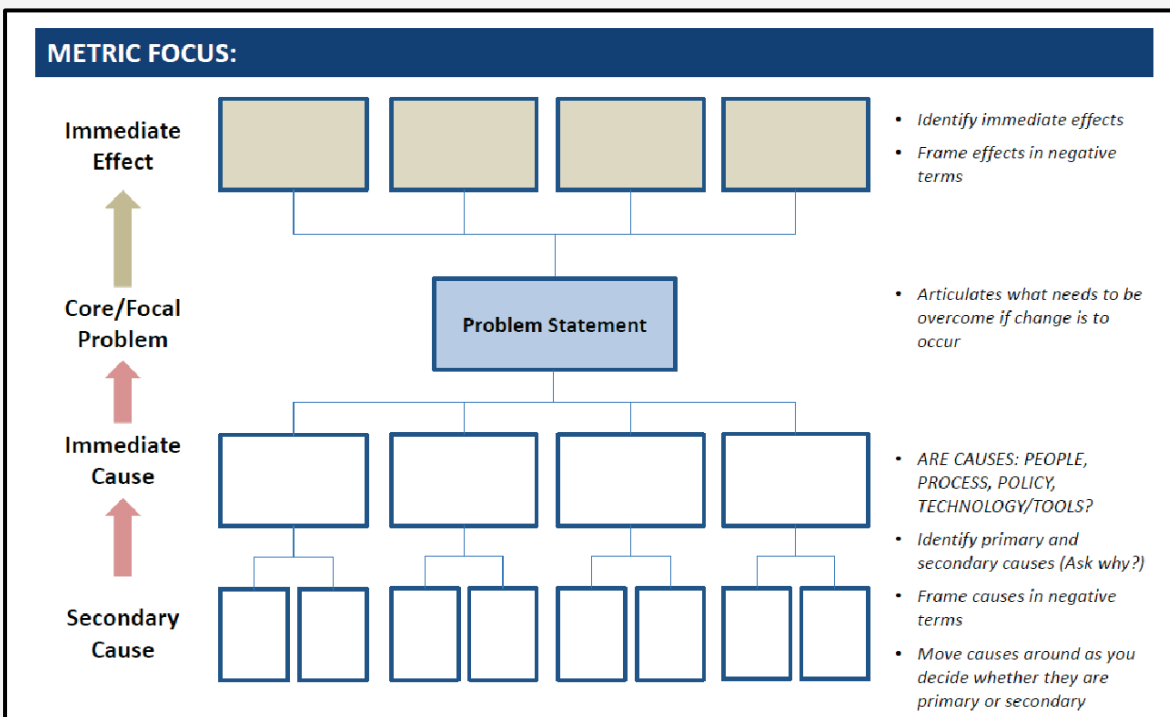 METRIC FOCUS:
Immediate
Effect
• Identify immediate effects
• Frame effects in negative
terms
Core/Focal
Problem
Problem Statement
• Articulates what needs to be
overcome if change is to
occur
Immediate
Cause
• ARE CAUSES: PEOPLE,
PROCESS, POLICY,
TECHNOLOGY/TOOLS?
• Identify primary and
secondary causes (Ask why?)
Secondary
Cause
• Frame causes in negative
terms
• Move causes around as you
decide whether they are
primary or secondary